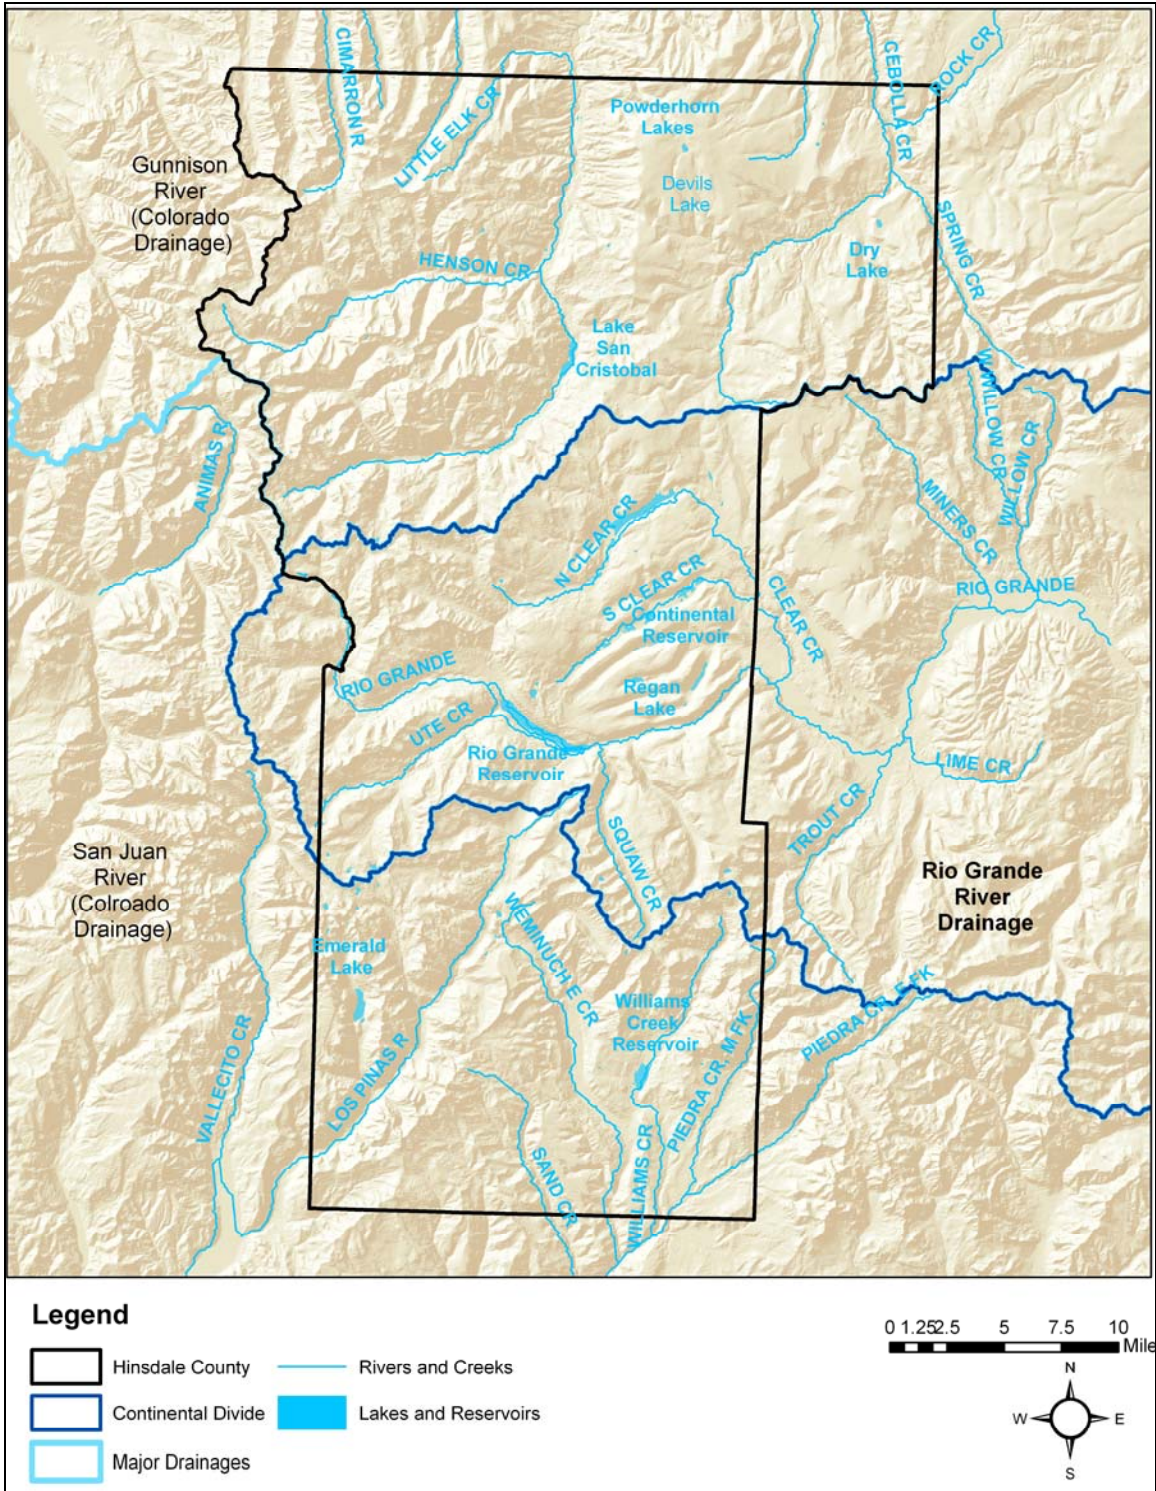 CIMARRON R
LITTLE ELK CR
CEBOLLA CR
ROCK CR
Powderhorn
Lakes
Gunnison
River
(Colorado
Drainage)
Devils
Lake
SPRING CR
Dry
Lake
HENSON CR
Lake
San
Cristobal
W WILLOW CR
WILLOW CR
ANIMAS R
MINERS CR
N CLEAR CR
S CLEAR CR
CLEAR CR
RIO GRANDE
Continental
Reservoir
RIO GRANDE
Regan
Lake
UTE CR
Rio Grande
Reservoir
LIME CR
TROUT CR
SQUAW CR
San Juan
River
(Colroado
Drainage)
Rio Grande
River
Drainage
WEMINUCH E CR
Emerald
Lake
Williams
Creek
Reservoir
PIEDRA CR, E FK
PIEDRA CR, M FK
VALLECITO CR
LOS PINAS R
SAND CR
WILLIAMS CR
Legend
Hinsdale County
Rivers and Creeks
Continental Divide
Lakes and Reservoirs
Major Drainages
0 1.252.5 5 7.5 10
Mile
N
W E
S